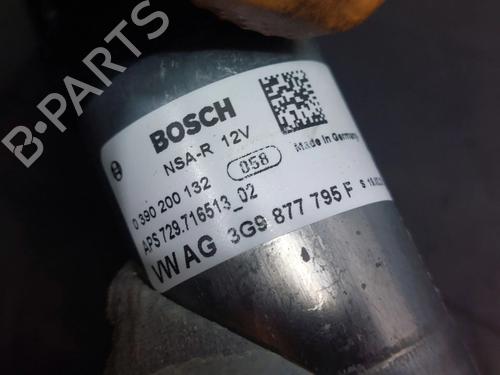 BOSCH
NSA-R 12V
Made in Germany
0 390 200 132
058
APS 729.716513_02
VW AG 3G9 877 795 F
B-PARTS